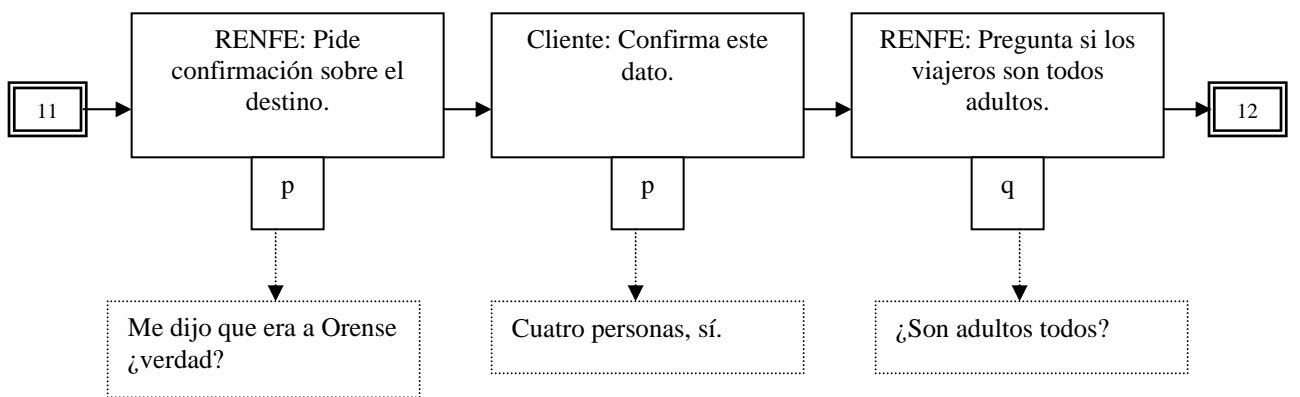 11
RENFE: Pide
confirmación sobre el
destino.
Cliente: Confirma este
dato.
RENFE: Pregunta si los
viajeros son todos
adultos.
12
p
p
q
Me dijo que era a Orense
¿verdad?
Cuatro personas, sí.
¿Son adultos todos?